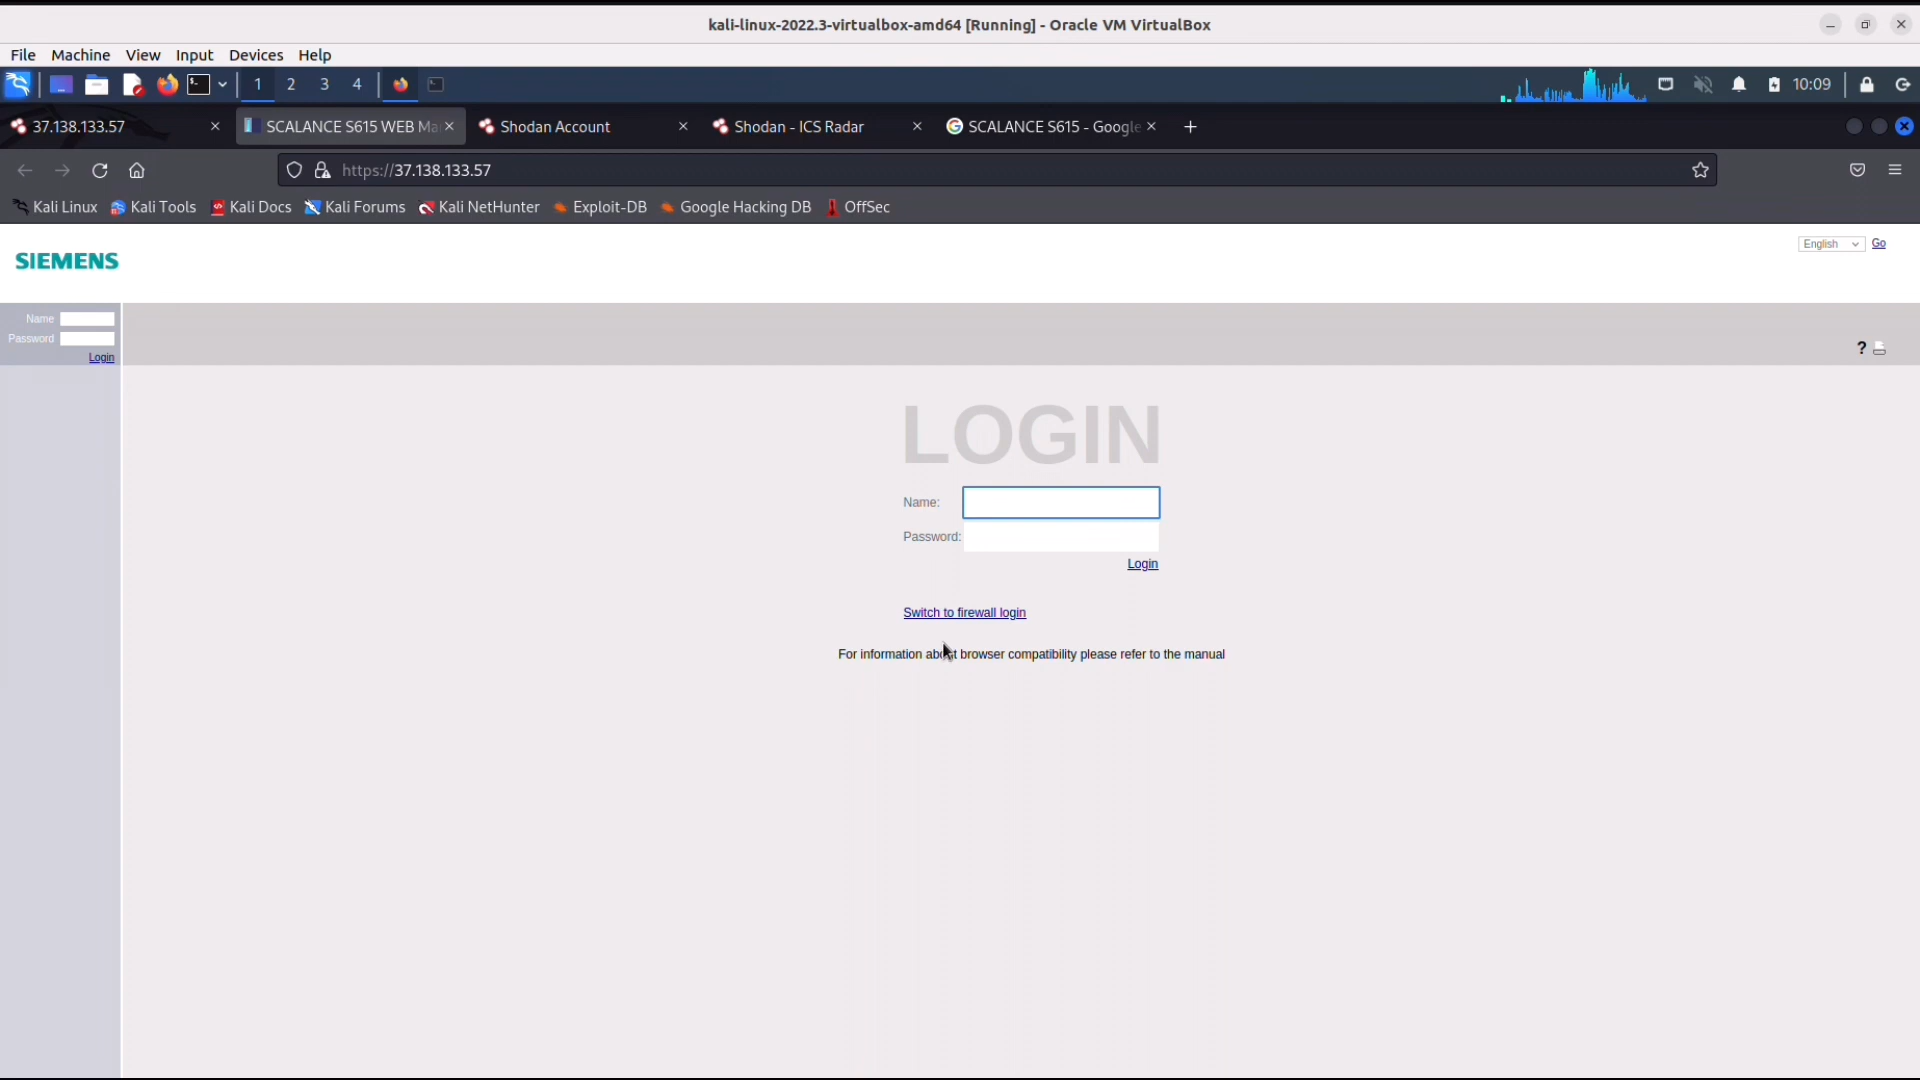 kali-linux-2022.3-virtualbox-amd64 [Running] - Oracle VM VirtualBox
File Machine View Input Devices Help
1 2 3 4 10:09
37.138.133.57 SCALANCE S615 WEB Ma Shodan Account Shodan - ICS Radar SCALANCE S615 - Google
https://37.138.133.57
Kali Linux Kali Tools Kali Docs Kali Forums Kali NetHunter Exploit-DB Google Hacking DB OffSec
SIEMENS
English Go
Name
Password
Login
?
LOGIN
Name:
Password:
Login
Switch to firewall login
For information about browser compatibility please refer to the manual